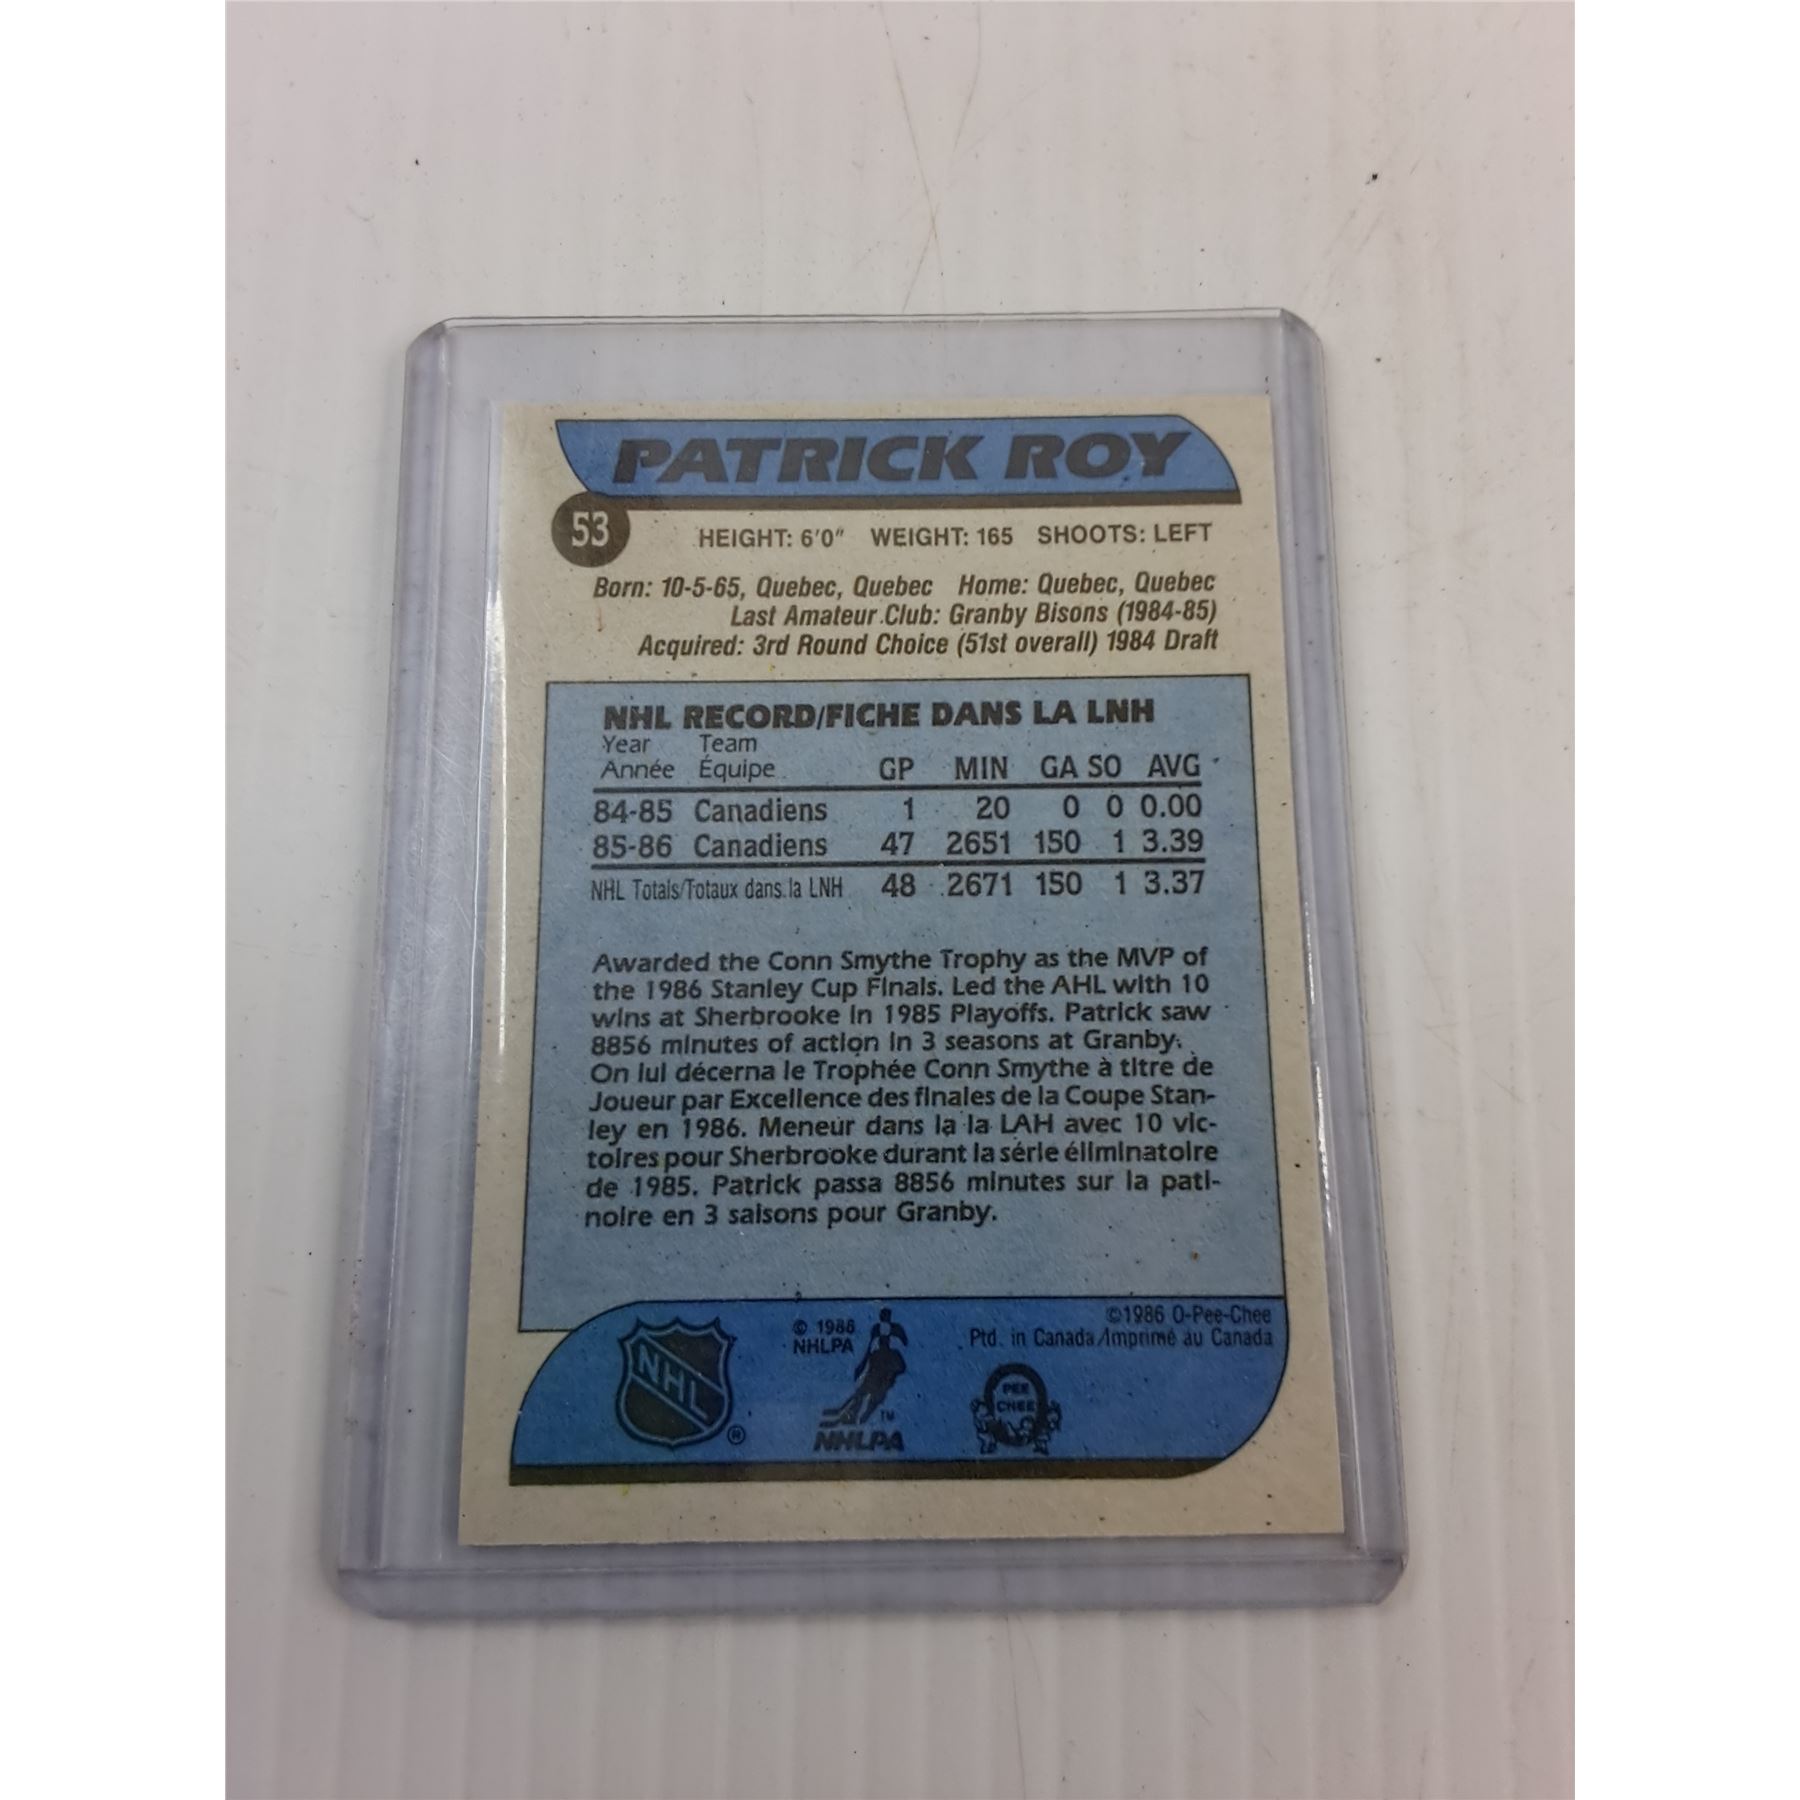 PATRICK ROY
53
HEIGHT: 6'0" WEIGHT: 165 SHOOTS: LEFT
Born: 10-5-65, Quebec, Quebec Home: Quebec, Quebec
Last Amateur Club: Granby Bisons (1984-85)
Acquired: 3rd Round Choice (51st overall) 1984 Draft
NHL RECORD/FICHE DANS LA LNH
Year Team
Année Équipe GP MIN GA SO AVG
84-85 Canadiens 1 20 0 0 0.00
85-86 Canadiens 47 2651 150 1 3.39
NHL Totals/Totaux dans la LNH 48 2671 150 1 3.37
Awarded the Conn Smythe Trophy as the MVP of
the 1986 Stanley Cup Finals. Led the AHL with 10
wins at Sherbrooke in 1985 Playoffs. Patrick saw
8856 minutes of action in 3 seasons at Granby.
On lui décerna le Trophée Conn Smythe à titre de
Joueur par Excellence des finales de la Coupe Stan-
ley en 1986. Meneur dans la la LAH avec 10 vic-
toires pour Sherbrooke durant la série éliminatoire
de 1985. Patrick passa 8856 minutes sur la pati-
noire en 3 saisons pour Granby.
©1986 O-Pee-Chee
Ptd. in Canada/Imprimé au Canada
© 1986
NHLPA
NHL
®
TM
NHLPA
PEE
CHEE